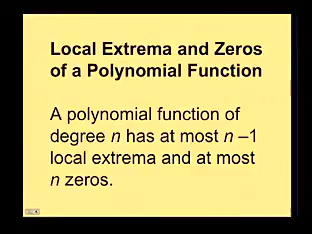 Local Extrema and Zeros
of a Polynomial Function
A polynomial function of
degree n has at most n –1
local extrema and at most
n zeros.